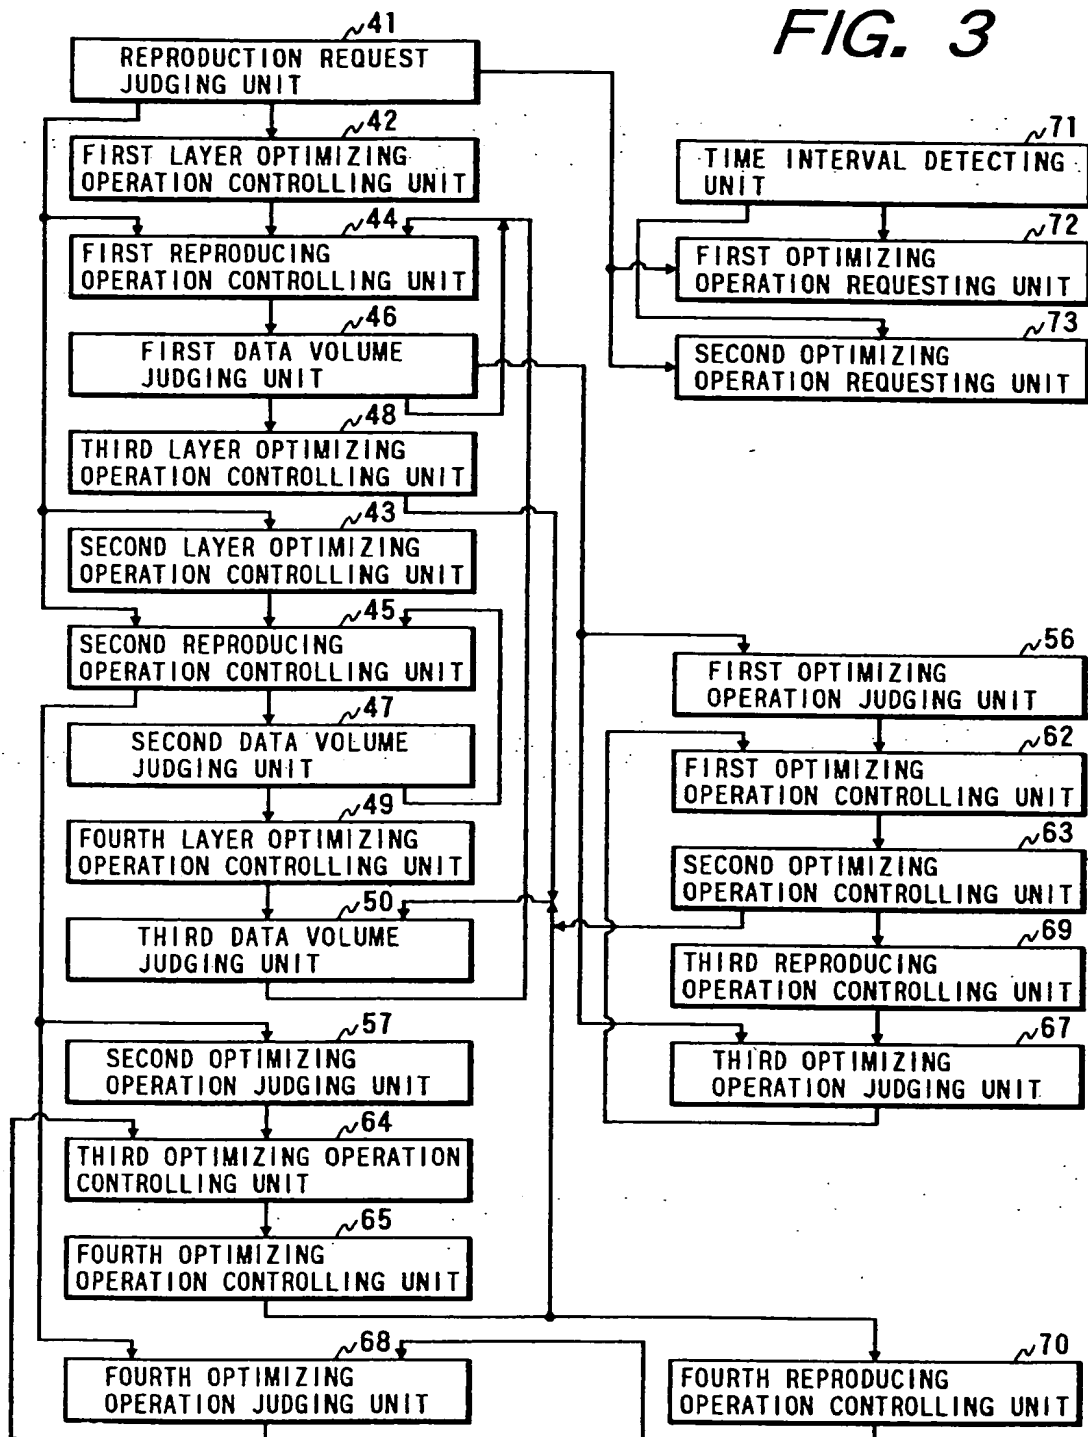 FIG. 3
41
REPRODUCTION REQUEST
JUDGING UNIT
42
FIRST LAYER OPTIMIZING
OPERATION CONTROLLING UNIT
44
FIRST REPRODUCING
OPERATION CONTROLLING UNIT
46
FIRST DATA VOLUME
JUDGING UNIT
48
THIRD LAYER OPTIMIZING
OPERATION CONTROLLING UNIT
43
SECOND LAYER OPTIMIZING
OPERATION CONTROLLING UNIT
45
SECOND REPRODUCING
OPERATION CONTROLLING UNIT
47
SECOND DATA VOLUME
JUDGING UNIT
49
FOURTH LAYER OPTIMIZING
OPERATION CONTROLLING UNIT
50
THIRD DATA VOLUME
JUDGING UNIT
57
SECOND OPTIMIZING
OPERATION JUDGING UNIT
64
THIRD OPTIMIZING OPERATION
CONTROLLING UNIT
65
FOURTH OPTIMIZING
OPERATION CONTROLLING UNIT
68
FOURTH OPTIMIZING
OPERATION JUDGING UNIT
71
TIME INTERVAL DETECTING
UNIT
72
FIRST OPTIMIZING
OPERATION REQUESTING UNIT
73
SECOND OPTIMIZING
OPERATION REQUESTING UNIT
56
FIRST OPTIMIZING
OPERATION JUDGING UNIT
62
FIRST OPTIMIZING
OPERATION CONTROLLING UNIT
63
SECOND OPTIMIZING
OPERATION CONTROLLING UNIT
69
THIRD REPRODUCING
OPERATION CONTROLLING UNIT
67
THIRD OPTIMIZING
OPERATION JUDGING UNIT
70
FOURTH REPRODUCING
OPERATION CONTROLLING UNIT